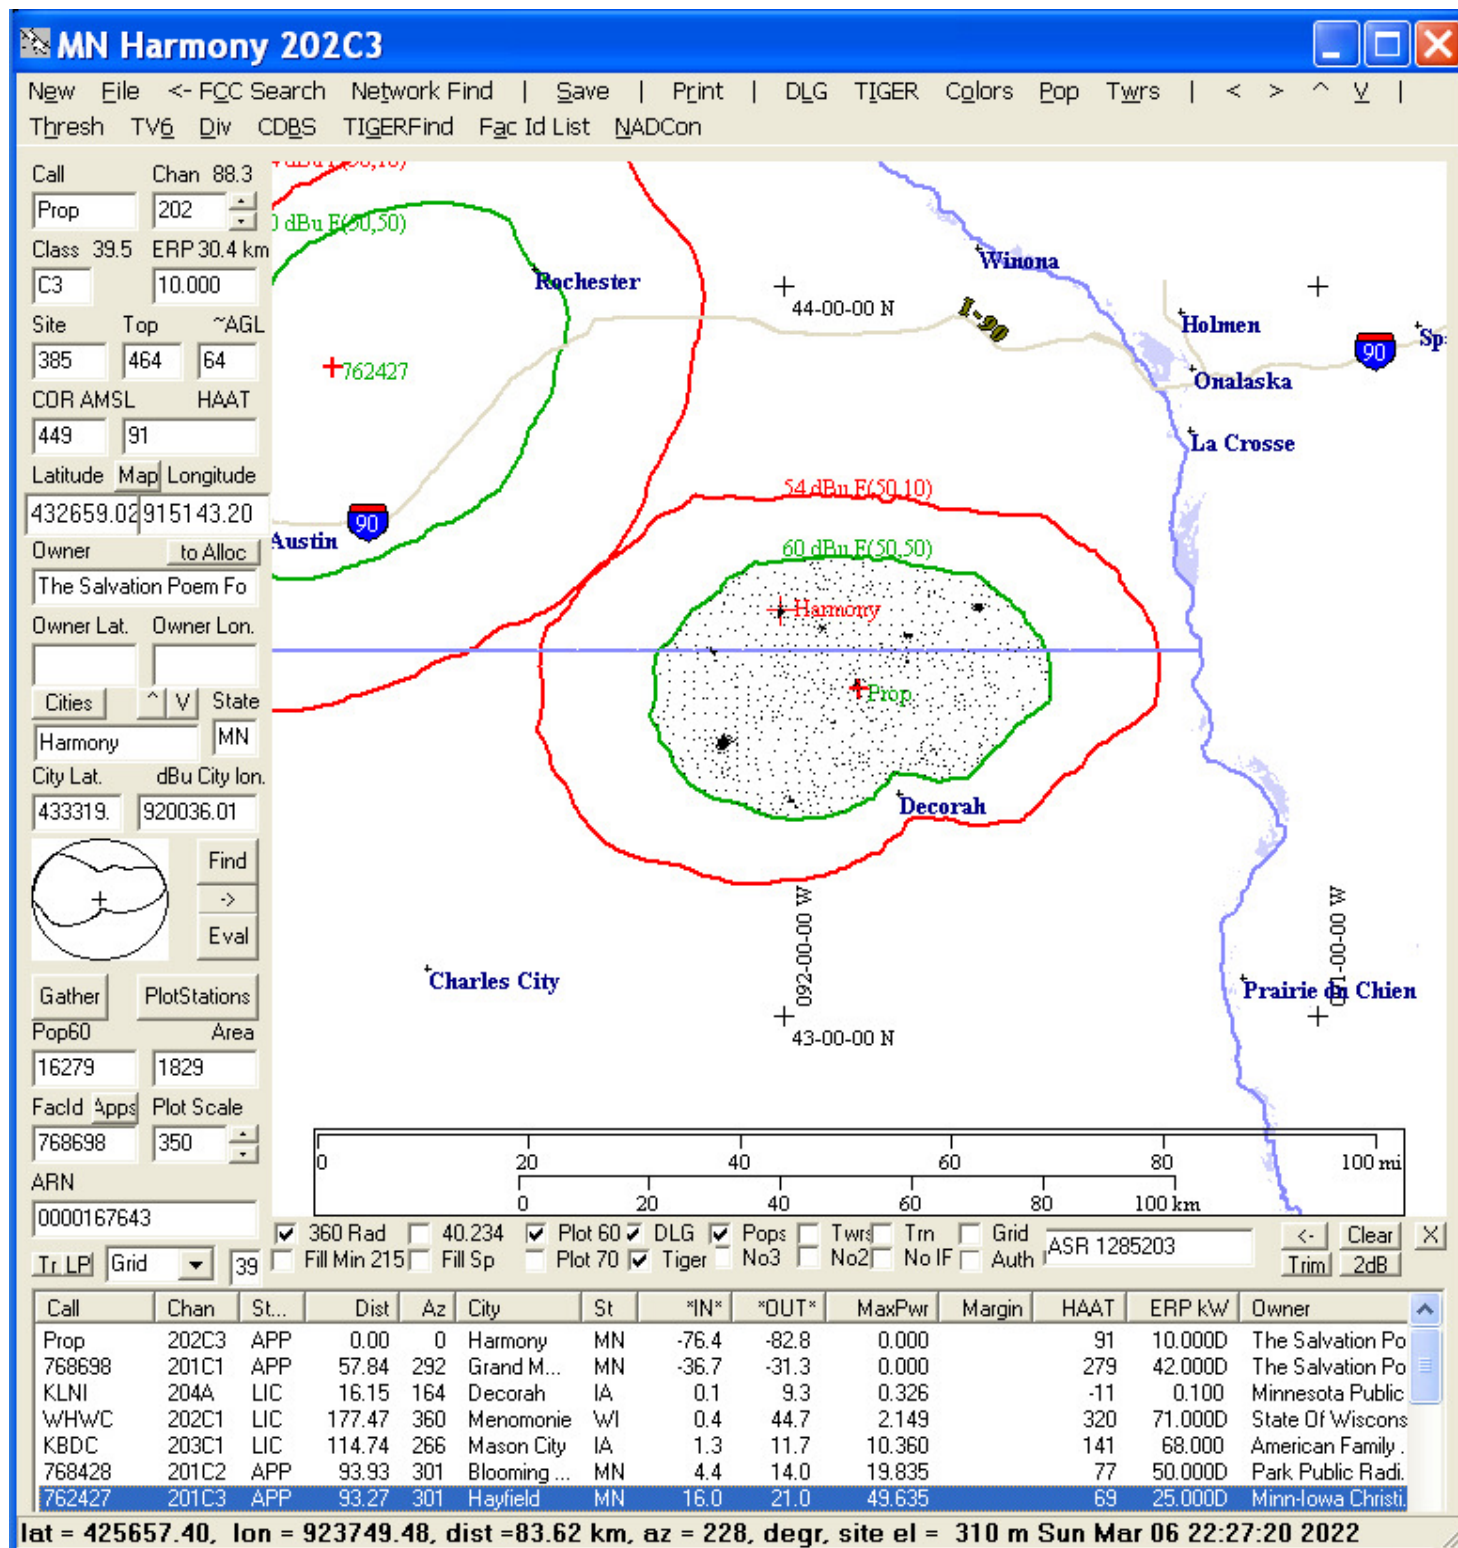 MN Harmony 202C3
New File <- FCC Search Network Find | Save | Print | DLG TIGER Colors Pop Twrs | < > ^ V |
Thresh TV6 Div CDBS TIGERFind Fac Id List NADCon
Call Chan 88.3
Prop 202
Class 39.5 ERP 30.4 km
C3 10.000
Site Top ~AGL
385 464 64
COR AMSL HAAT
449 91
Latitude Map Longitude
432659.02 915143.20
Owner to Alloc
The Salvation Poem Fo
Owner Lat. Owner Lon.
Cities ^ V State
Harmony MN
City Lat. dBu City lon.
433319. 920036.01
Find
->
Eval
Gather PlotStations
Pop60 Area
16279 1829
FacId Apps Plot Scale
768698 350
ARN
0000167643
Tr LP Grid 39
0 dBu F(50,50)
Rochester
Winona
44-00-00 N
I-90
Holmen
Sp
90
Onalaska
762427
La Crosse
54 dBu F(50,10)
90
Austin
60 dBu F(50,50)
Harmony
Prop
Decorah
092-00-00 W
Charles City
Prairie du Chien
43-00-00 N
0 20 40 60 80 100 mi
0 20 40 60 80 100 km
360 Rad 40.234 Plot 60 DLG Pops Twrs Trn Grid ASR 1285203 <- Clear X
Fill Min 215 Fill Sp Plot 70 Tiger No3 No2 No IF Auth Trim 2dB
Call Chan St... Dist Az City St *IN* *OUT* MaxPwr Margin HAAT ERP kW Owner
Prop 202C3 APP 0.00 0 Harmony MN -76.4 -82.8 0.000 91 10.000D The Salvation Po
768698 201C1 APP 57.84 292 Grand M... MN -36.7 -31.3 0.000 279 42.000D The Salvation Po
KLNI 204A LIC 16.15 164 Decorah IA 0.1 9.3 0.326 -11 0.100 Minnesota Public
WHWC 202C1 LIC 177.47 360 Menomonie WI 0.4 44.7 2.149 320 71.000D State Of Wiscons
KBDC 203C1 LIC 114.74 266 Mason City IA 1.3 11.7 10.360 141 68.000 American Family .
768428 201C2 APP 93.93 301 Blooming ... MN 4.4 14.0 19.835 77 50.000D Park Public Radi.
762427 201C3 APP 93.27 301 Hayfield MN 16.0 21.0 49.635 69 25.000D Minn-Iowa Christi.
lat = 425657.40, lon = 923749.48, dist =83.62 km, az = 228, degr, site el = 310 m Sun Mar 06 22:27:20 2022